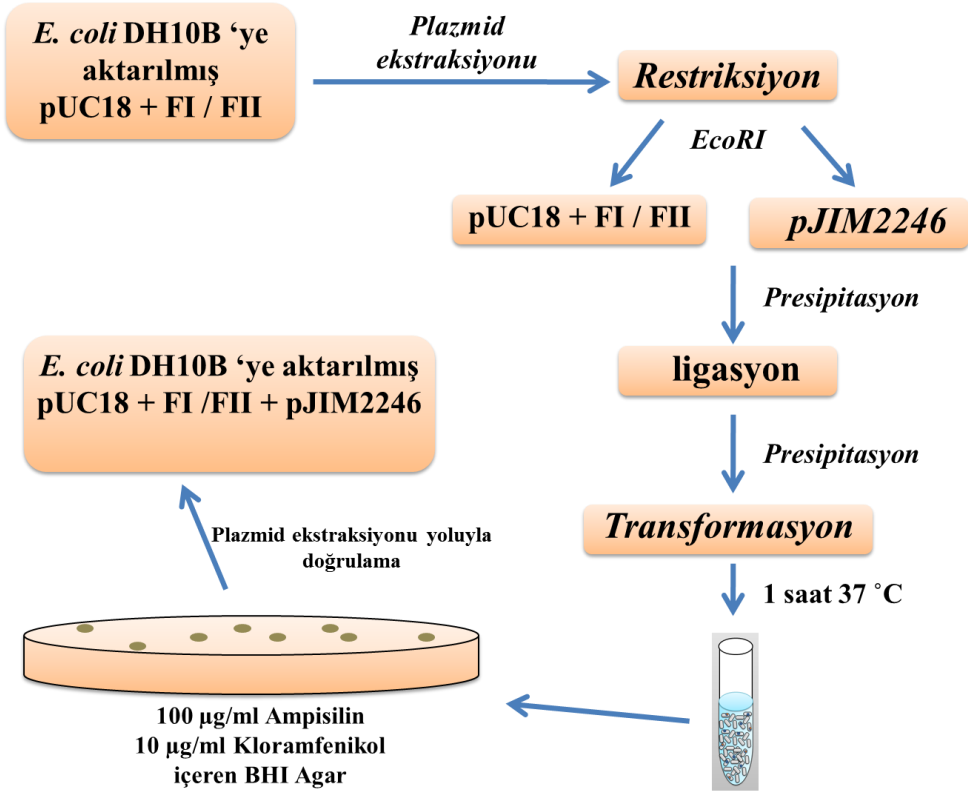 E. coli DH10B ‘ye
aktarılmış
pUC18 + FI / FII
Plazmid
ekstraksiyonu
Restriksiyon
EcoRI
pUC18 + FI / FII
pJIM2246
Presipitasyon
ligasyon
Presipitasyon
Transformasyon
1 saat 37 ˚C
100 µg/ml Ampisilin
10 µg/ml Kloramfenikol
içeren BHI Agar
Plazmid ekstraksiyonu yoluyla
doğrulama
E. coli DH10B ‘ye aktarılmış
pUC18 + FI /FII + pJIM2246